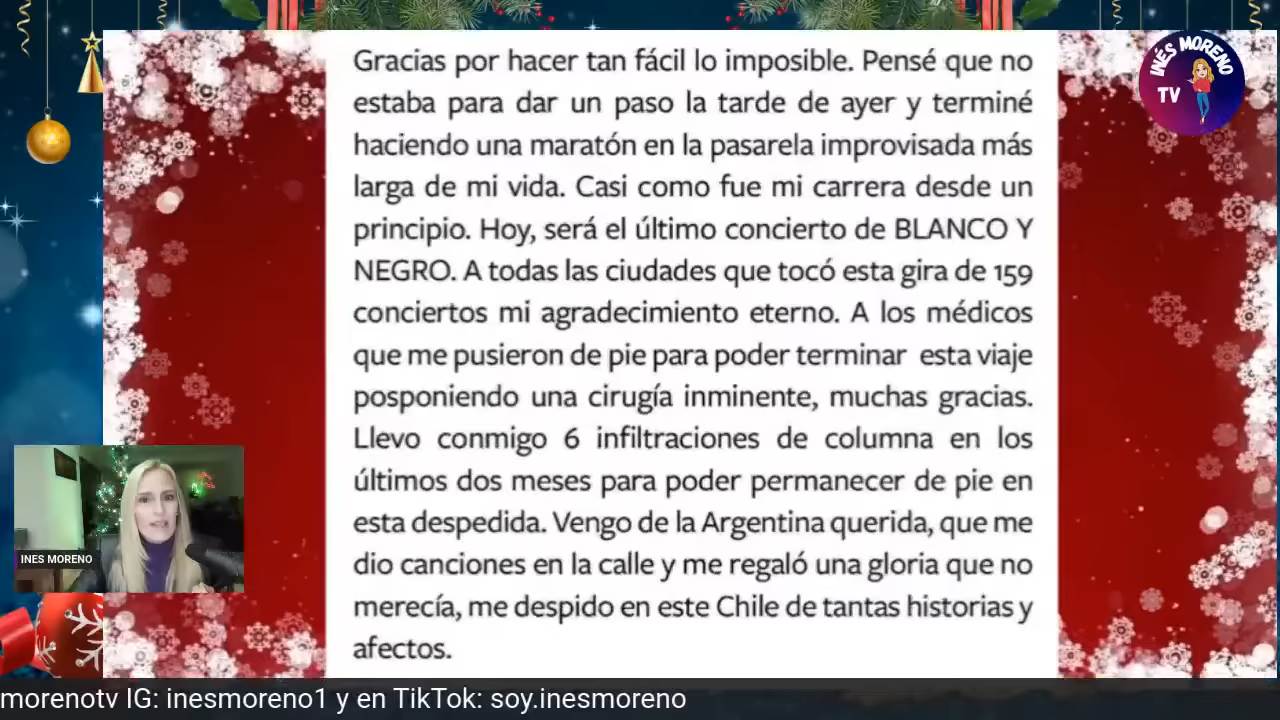 Gracias por hacer tan fácil lo imposible. Pensé que no
estaba para dar un paso la tarde de ayer y terminé
haciendo una maratón en la pasarela improvisada más
larga de mi vida. Casi como fue mi carrera desde un
principio. Hoy, será el último concierto de BLANCO Y
NEGRO. A todas las ciudades que tocó esta gira de 159
conciertos mi agradecimiento eterno. A los médicos
que me pusieron de pie para poder terminar esta viaje
posponiendo una cirugía inminente, muchas gracias.
Llevo conmigo 6 infiltraciones de columna en los
últimos dos meses para poder permanecer de pie en
esta despedida. Vengo de la Argentina querida, que me
dio canciones en la calle y me regaló una gloria que no
merecía, me despido en este Chile de tantas historias y
afectos.
INÉS MORENO
TV
INES MORENO
morenotv IG: inesmoreno1 y en TikTok: soy.inesmoreno